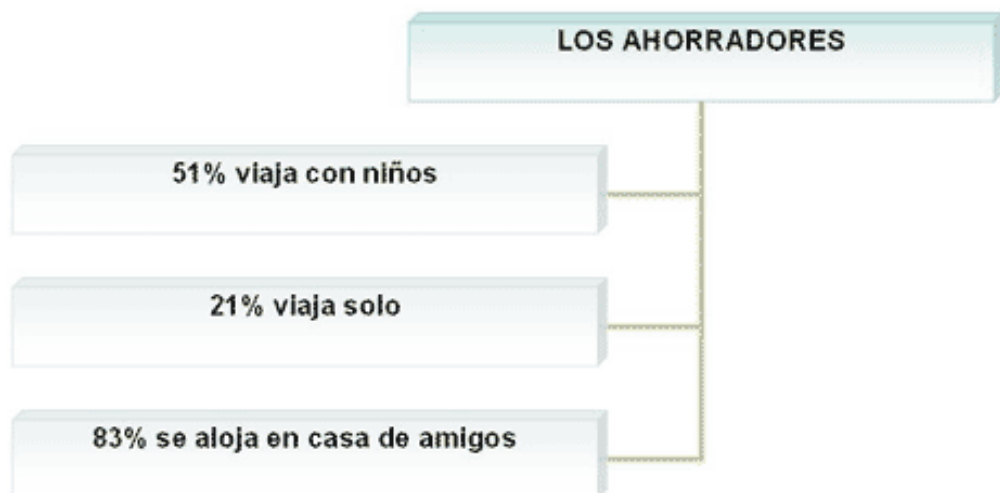 LOS AHORRADORES
51% viaja con niños
21% viaja solo
83% se aloja en casa de amigos